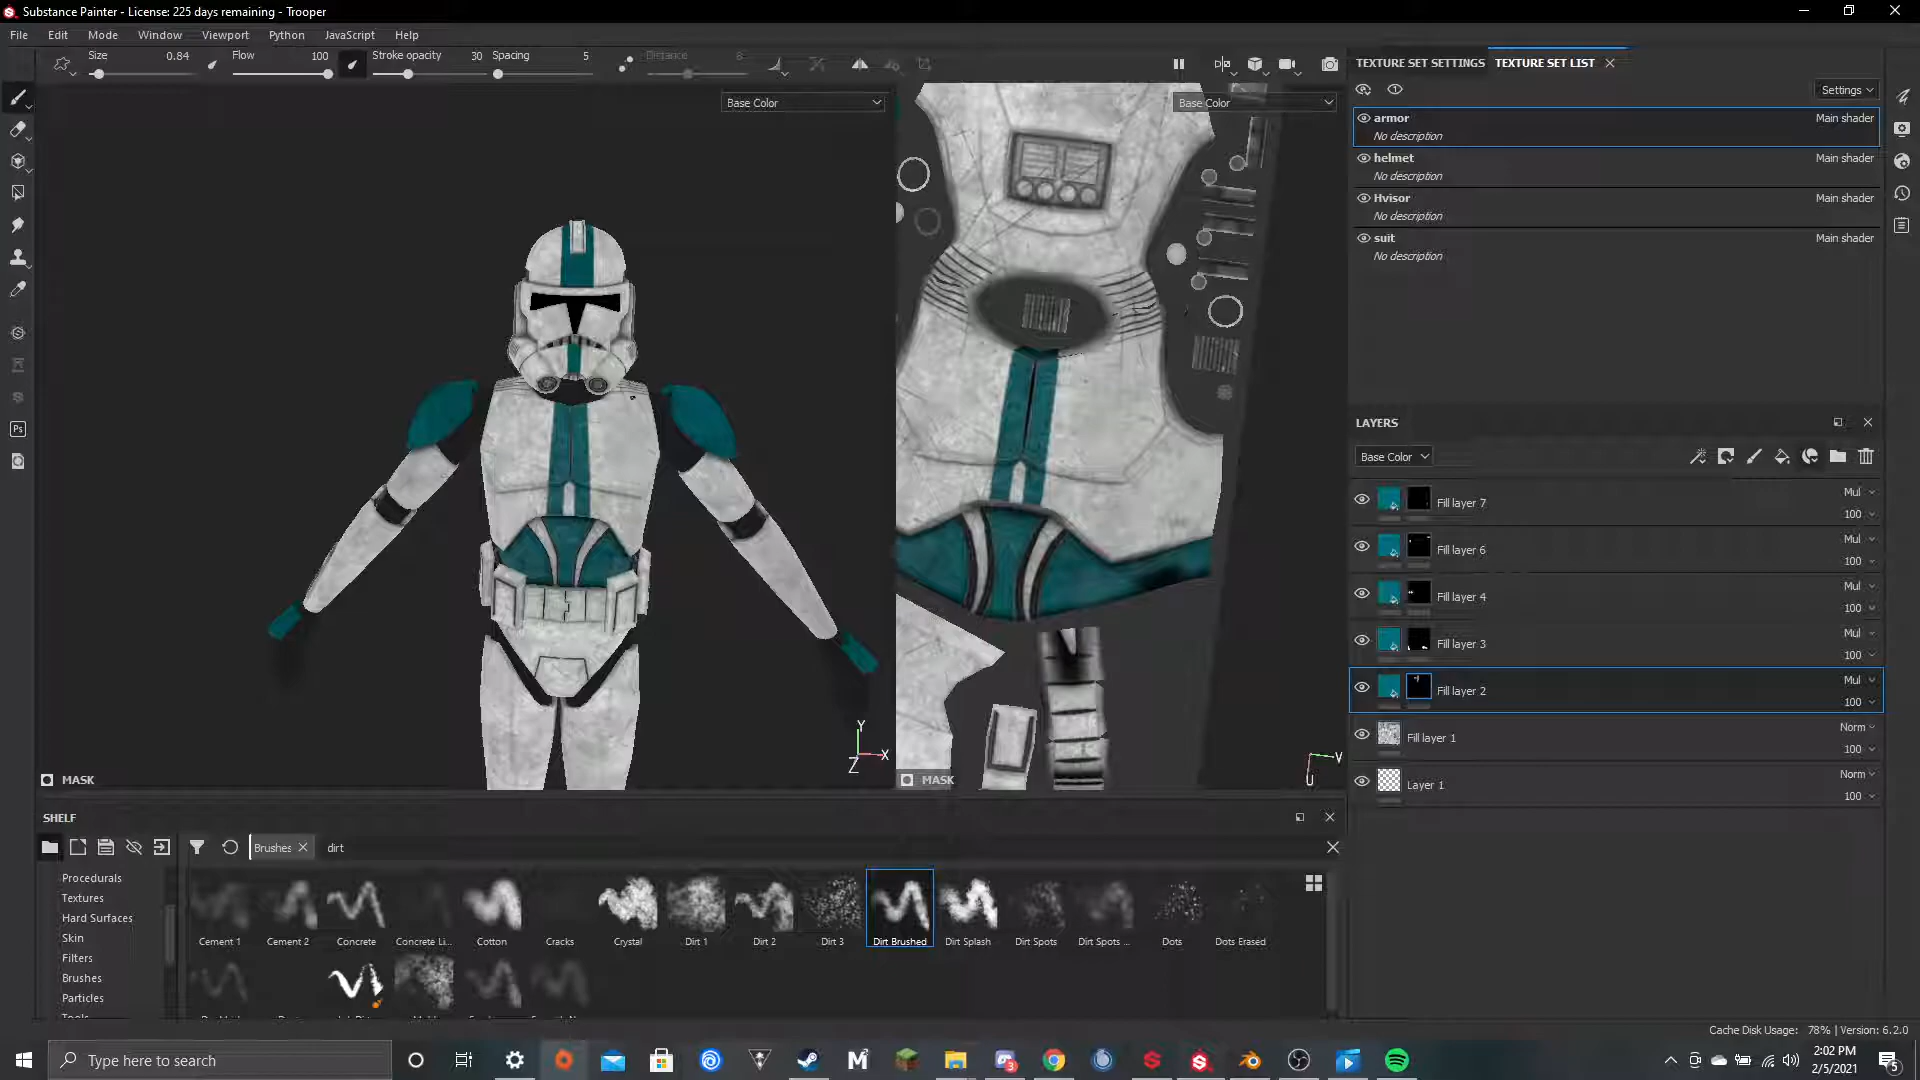 Substance Painter - License: 225 days remaining - Trooper
File Edit Mode Window Viewport Python JavaScript Help
Size 0.84 Flow 100 Stroke opacity 30 Spacing 5 Distance 8
Base Color
Base Color
TEXTURE SET SETTINGS TEXTURE SET LIST
Settings
armor Main shader
No description
helmet Main shader
No description
Hvisor
No description
suit Main shader
No description
Ps
Y
X
Z
V
U
MASK
MASK
LAYERS
Base Color
Fill layer 7 Mul 100
Fill layer 6 Mul 100
Fill layer 4 Mul 100
Fill layer 3 Mul 100
Fill layer 2 Mul 100
Fill layer 1 Norm 100
Layer 1 Norm 100
SHELF
Brushes dirt
Procedurals
Textures
Hard Surfaces
Skin
Filters
Brushes
Particles
Tools
Cement 1 Cement 2 Concrete Concrete Li... Cotton Cracks Crystal Dirt 1 Dirt 2 Dirt 3 Dirt Brushed Dirt Splash Dirt Spots Dirt Spots ... Dots Dots Erased
Cache Disk Usage: 78% | Version: 6.2.0
Type here to search
3
2:02 PM
2/5/2021
5